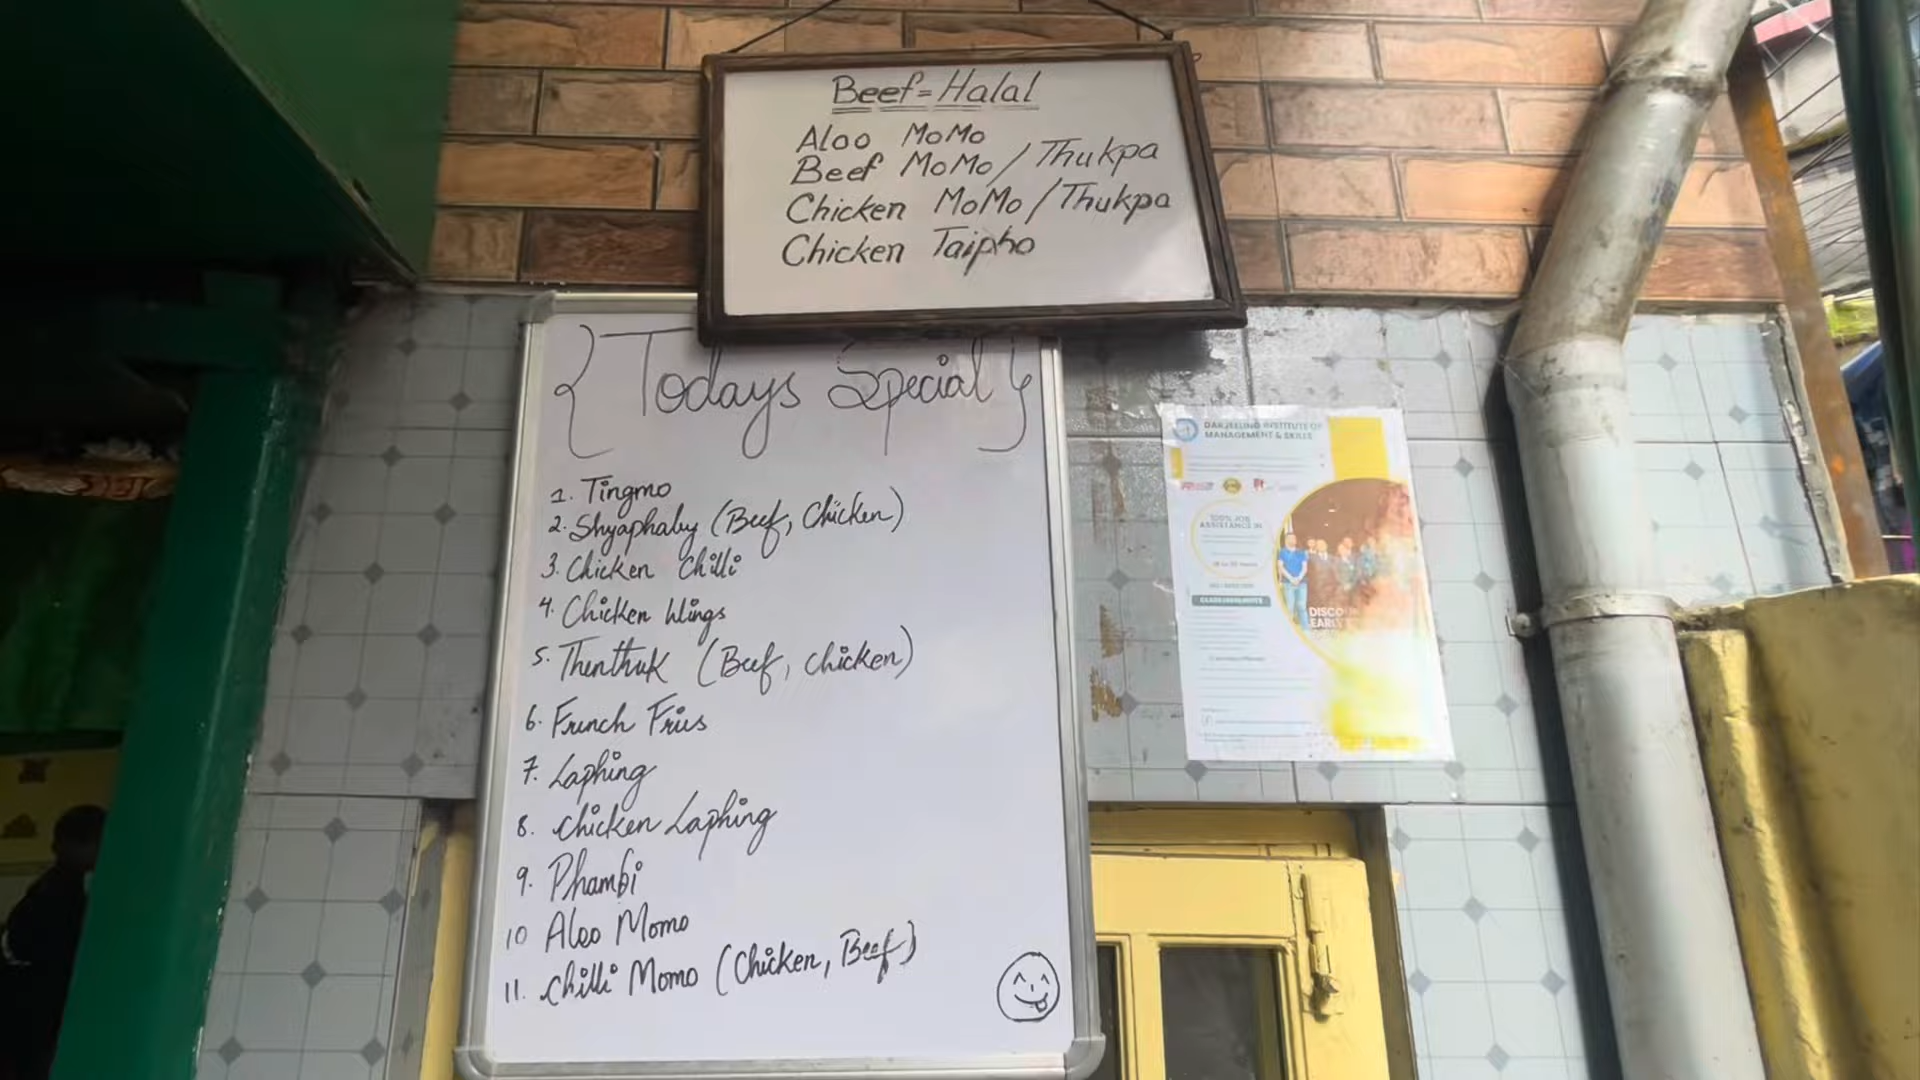 Beef=Halal
Aloo MoMo
Beef MoMo/Thukpa
Chicken MoMo/Thukpa
Chicken Taipho
{Todays Special}
1. Tingmo
2. Shyaphaley (Beef, Chicken)
3. Chicken Chilli
4. Chicken Wings
5. Thenthuk (Beef, Chicken)
6. French Fries
7. Laphing
8. Chicken Laphing
9. Phambi
10 Aloo Momo
11. Chilli Momo (Chicken, Beef)
DARJEELING INSTITUTE OF
MANAGEMENT & SKILLS
100% JOB
ASSISTANCE IN